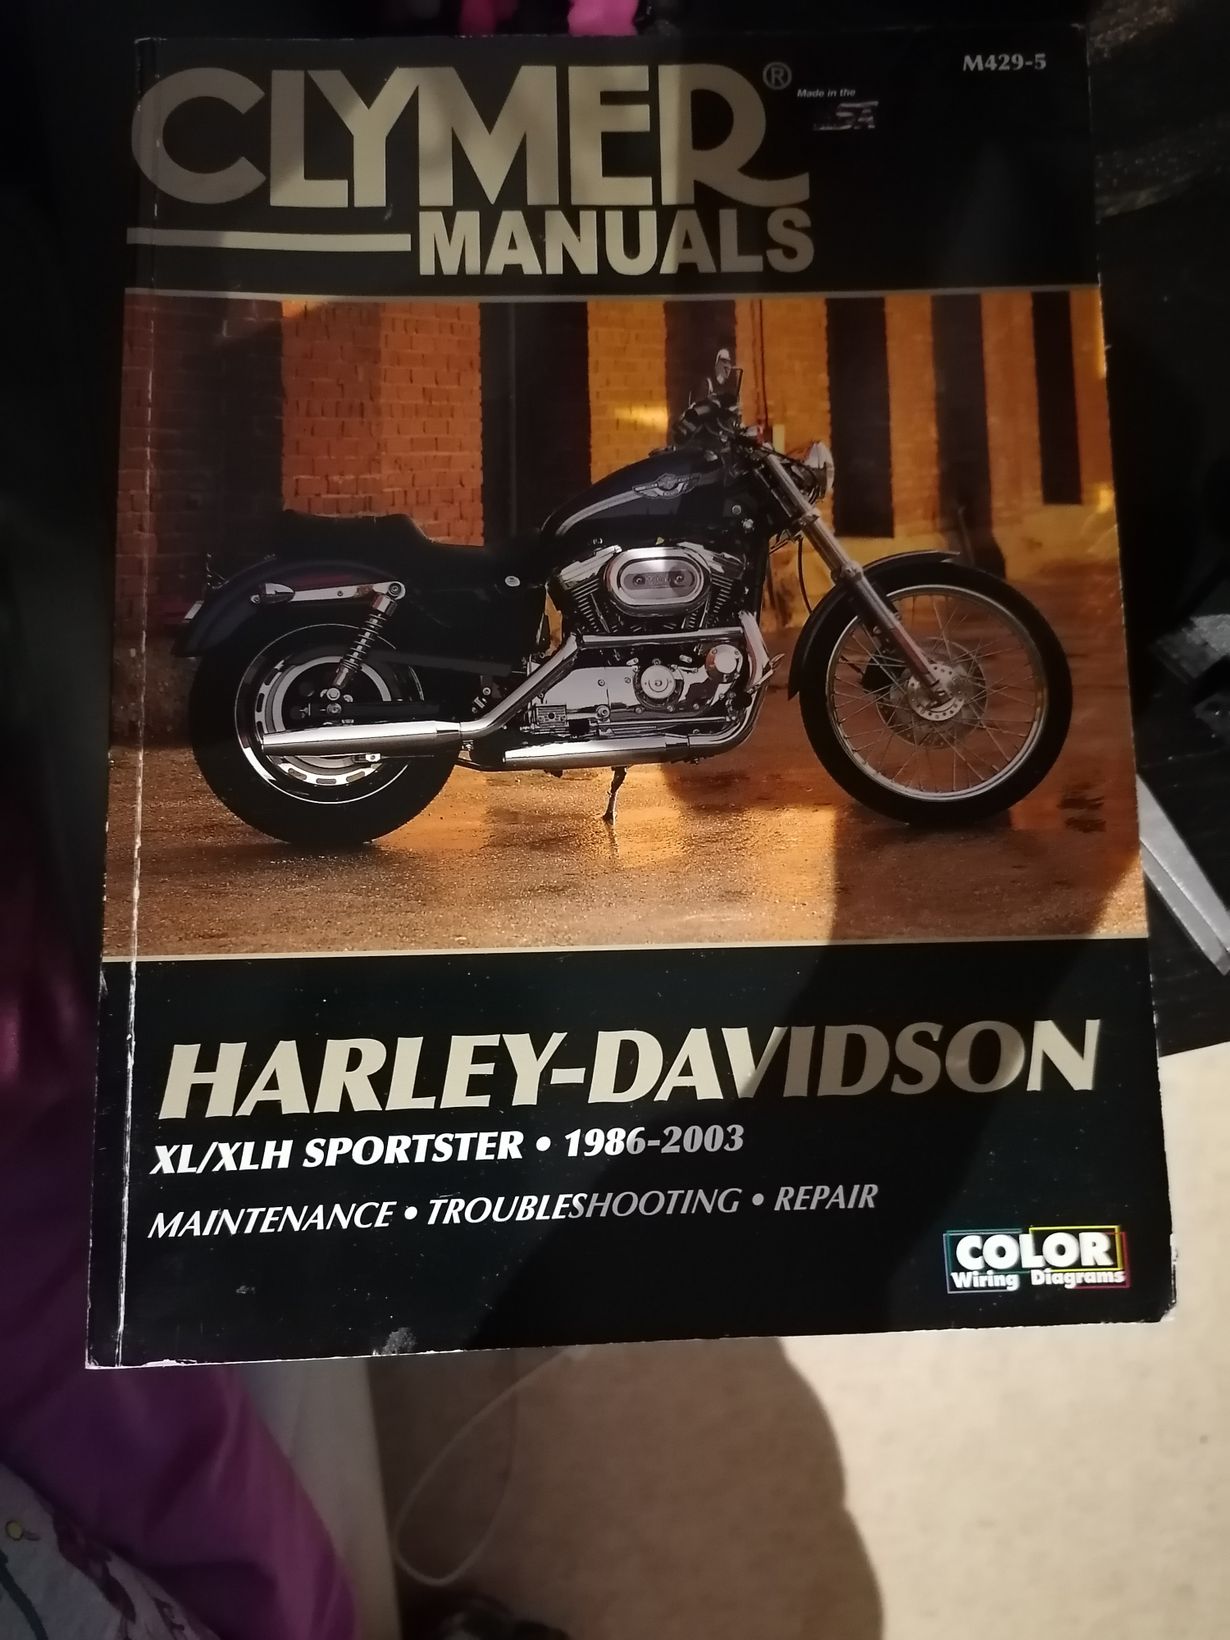 CLYMER®
MANUALS
Made in the
USA
M429-5
HARLEY-DAVIDSON
XL/XLH SPORTSTER • 1986-2003
MAINTENANCE • TROUBLESHOOTING • REPAIR
COLOR
Wiring Diagrams